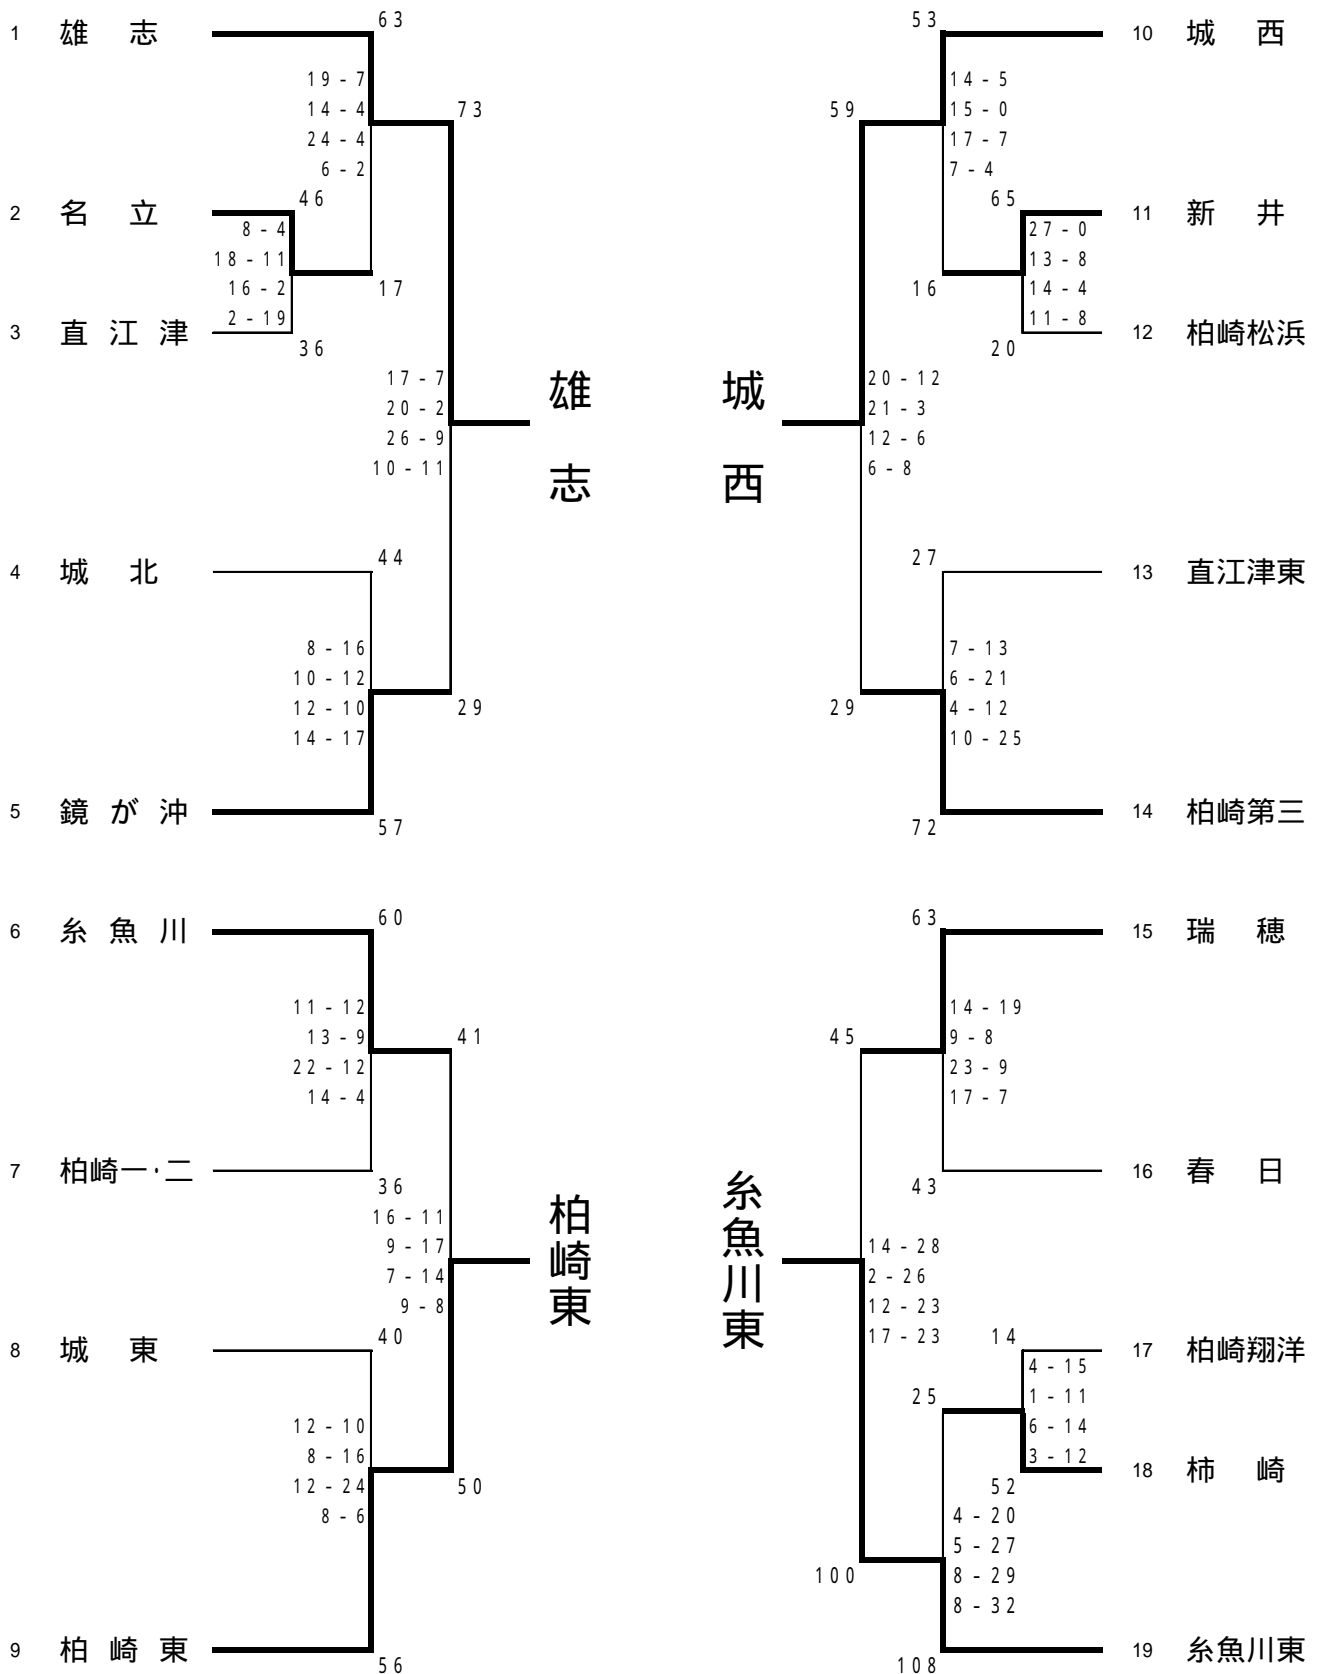 1 雄 志
63
19 - 7
14 - 4
24 - 4
6 - 2
73
2 名 立
46
8 - 4
18 - 11
16 - 2
2 - 19
17
3 直 江 津
36
17 - 7
20 - 2
26 - 9
10 - 11
雄志
4 城 北
44
8 - 16
10 - 12
12 - 10
14 - 17
29
5 鏡 が 沖
57
6 糸 魚 川
60
11 - 12
13 - 9
22 - 12
14 - 4
41
7 柏崎一・二
36
16 - 11
9 - 17
7 - 14
9 - 8
柏崎東
8 城 東
40
12 - 10
8 - 16
12 - 24
8 - 6
50
9 柏 崎 東
56
53
10 城 西
14 - 5
15 - 0
17 - 7
7 - 4
59
65
11 新 井
27 - 0
13 - 8
14 - 4
11 - 8
16
20
12 柏崎松浜
城西
20 - 12
21 - 3
12 - 6
6 - 8
27
13 直江津東
7 - 13
6 - 21
4 - 12
10 - 25
29
72
14 柏崎第三
63
15 瑞 穂
14 - 19
9 - 8
23 - 9
17 - 7
45
43
16 春 日
糸魚川東
14 - 28
2 - 26
12 - 23
17 - 23
14
17 柏崎翔洋
4 - 15
1 - 11
6 - 14
3 - 12
25
52
18 柿 崎
4 - 20
5 - 27
8 - 29
8 - 32
100
108
19 糸魚川東